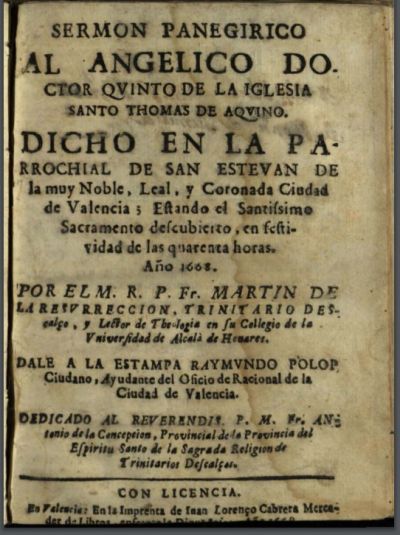 SERMON PANEGIRICO
AL ANGELICO DO-
CTOR QVINTO DE LA IGLESIA
SANTO THOMAS DE AQVINO.
DICHO EN LA PA-
RROCHIAL DE SAN ESTEVAN DE
la muy Noble, Leal, y Coronada Ciudad
de Valencia; Estando el Santissimo
Sacramento descubierto, en festi-
vidad de las quarenta horas.
Año 1668.
POR EL M. R. P. Fr. MARTIN DE
LA RESVRRECCION, TRINITARIO DES-
calço, y Lector de Theologia en su Collegio de la
Vniversidad de Alcalà de Henares.
DALE A LA ESTAMPA RAYMVNDO POLOP
Ciudano, Ayudante del Oficio de Racional de la
Ciudad de Valencia.
DEDICADO AL REVERENDIS. P. M. Fr. AN-
tonio de la Concepcion, Provincial de la Provincia del
Espiritu Santo de la Sagrada Religion de
Trinitarios Descalços.
CON LICENCIA.
En Valencia: En la Imprenta de Iuan Lorenço Cabrera Merca-
der de Libros, Año 1668